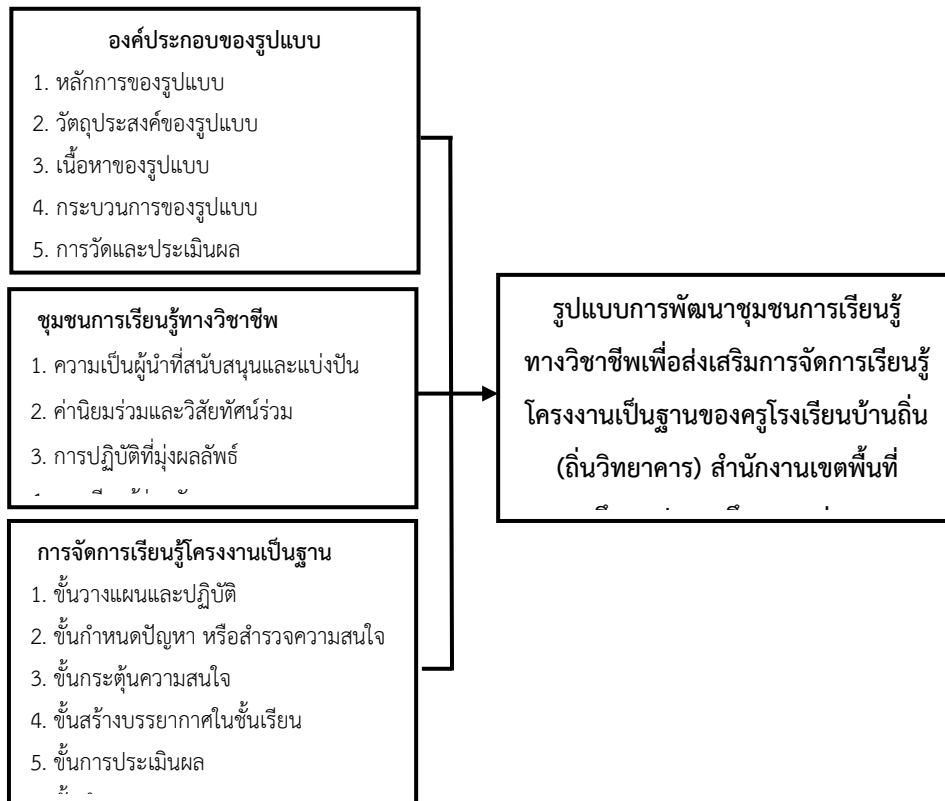 องค์ประกอบของรูปแบบ
1. หลักการของรูปแบบ
2. วัตถุประสงค์ของรูปแบบ
3. เนื้อหาของรูปแบบ
4. กระบวนการของรูปแบบ
5. การวัดและประเมินผล
ชุมชนการเรียนรู้ทางวิชาชีพ
1. ความเป็นผู้นำที่สนับสนุนและแบ่งปัน
2. ค่านิยมร่วมและวิสัยทัศน์ร่วม
3. การปฏิบัติที่มุ่งผลลัพธ์
การจัดการเรียนรู้โครงงานเป็นฐาน
1. ขั้นวางแผนและปฏิบัติ
2. ขั้นกำหนดปัญหา หรือสำรวจความสนใจ
3. ขั้นกระตุ้นความสนใจ
4. ขั้นสร้างบรรยากาศในชั้นเรียน
5. ขั้นการประเมินผล
รูปแบบการพัฒนาชุมชนการเรียนรู้
ทางวิชาชีพเพื่อส่งเสริมการจัดการเรียนรู้
โครงงานเป็นฐานของครูโรงเรียนบ้านถิ่น
(ถิ่นวิทยาคาร) สำนักงานเขตพื้นที่